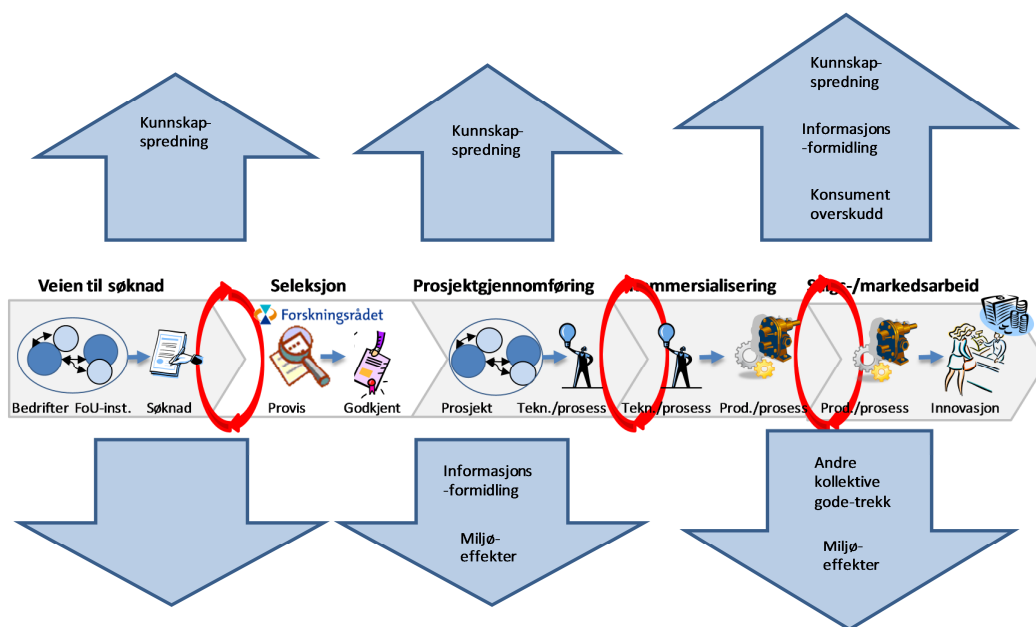 Kunnskap-
spredning
Kunnskap-
spredning
Kunnskap-
spredning
Informasjons
-formidling
Konsument
overskudd
Veien til søknad
Seleksjon
Prosjektgjennomføring
Kommersialisering
Salgs-/markedsarbeid
Forskningsrådet
Bedrifter FoU-inst.
Søknad
Provis
Godkjent
Prosjekt
Tekn./prosess
Tekn./prosess
Prod./prosess
Prod./prosess
Innovasjon
Informasjons
-formidling
Miljø-
effekter
Andre
kollektive
gode-trekk
Miljø-
effekter